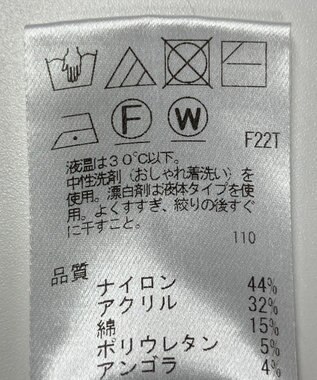 F
W
F22T
液温は30℃以下。
中性洗剤（おしゃれ着洗い）を
使用。漂白剤は液体タイプを使
用。よくすすぎ、絞りの後すぐ
に干すこと。
110
品質
ナイロン 44%
アクリル 32%
綿 15%
ポリウレタン 5%
アンゴラ 4%